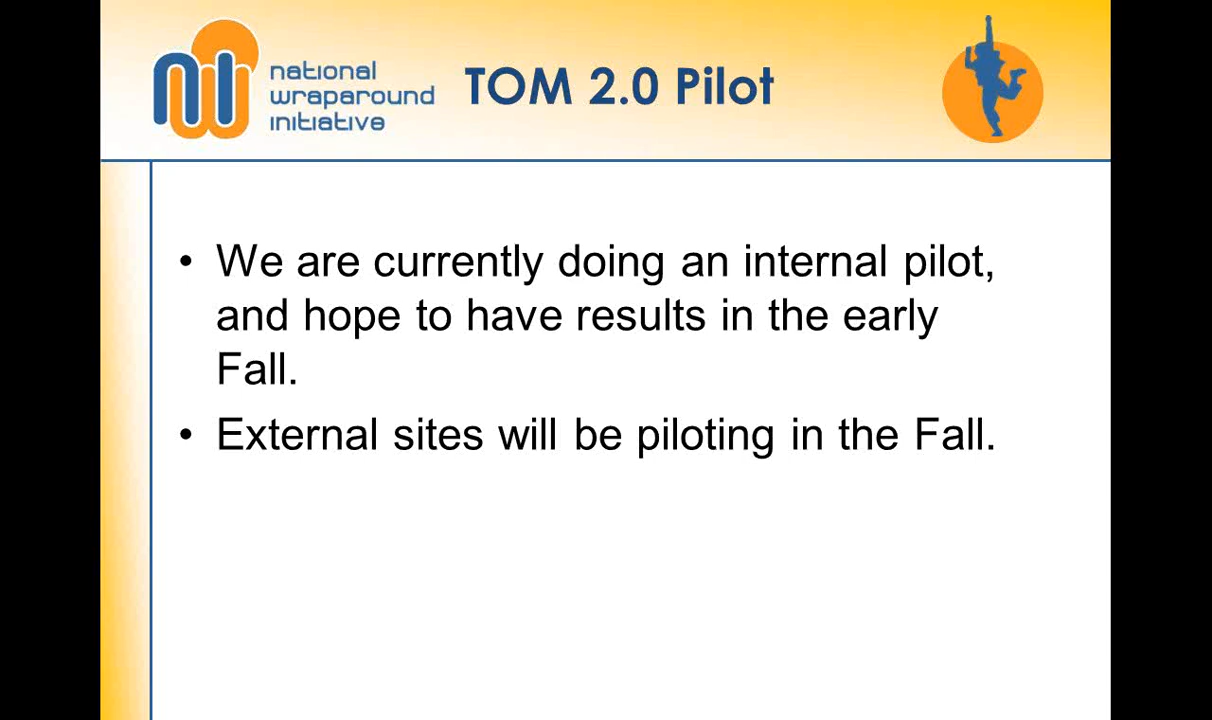 national
wraparound
initiative
TOM 2.0 Pilot
• We are currently doing an internal pilot,
and hope to have results in the early
Fall.
• External sites will be piloting in the Fall.